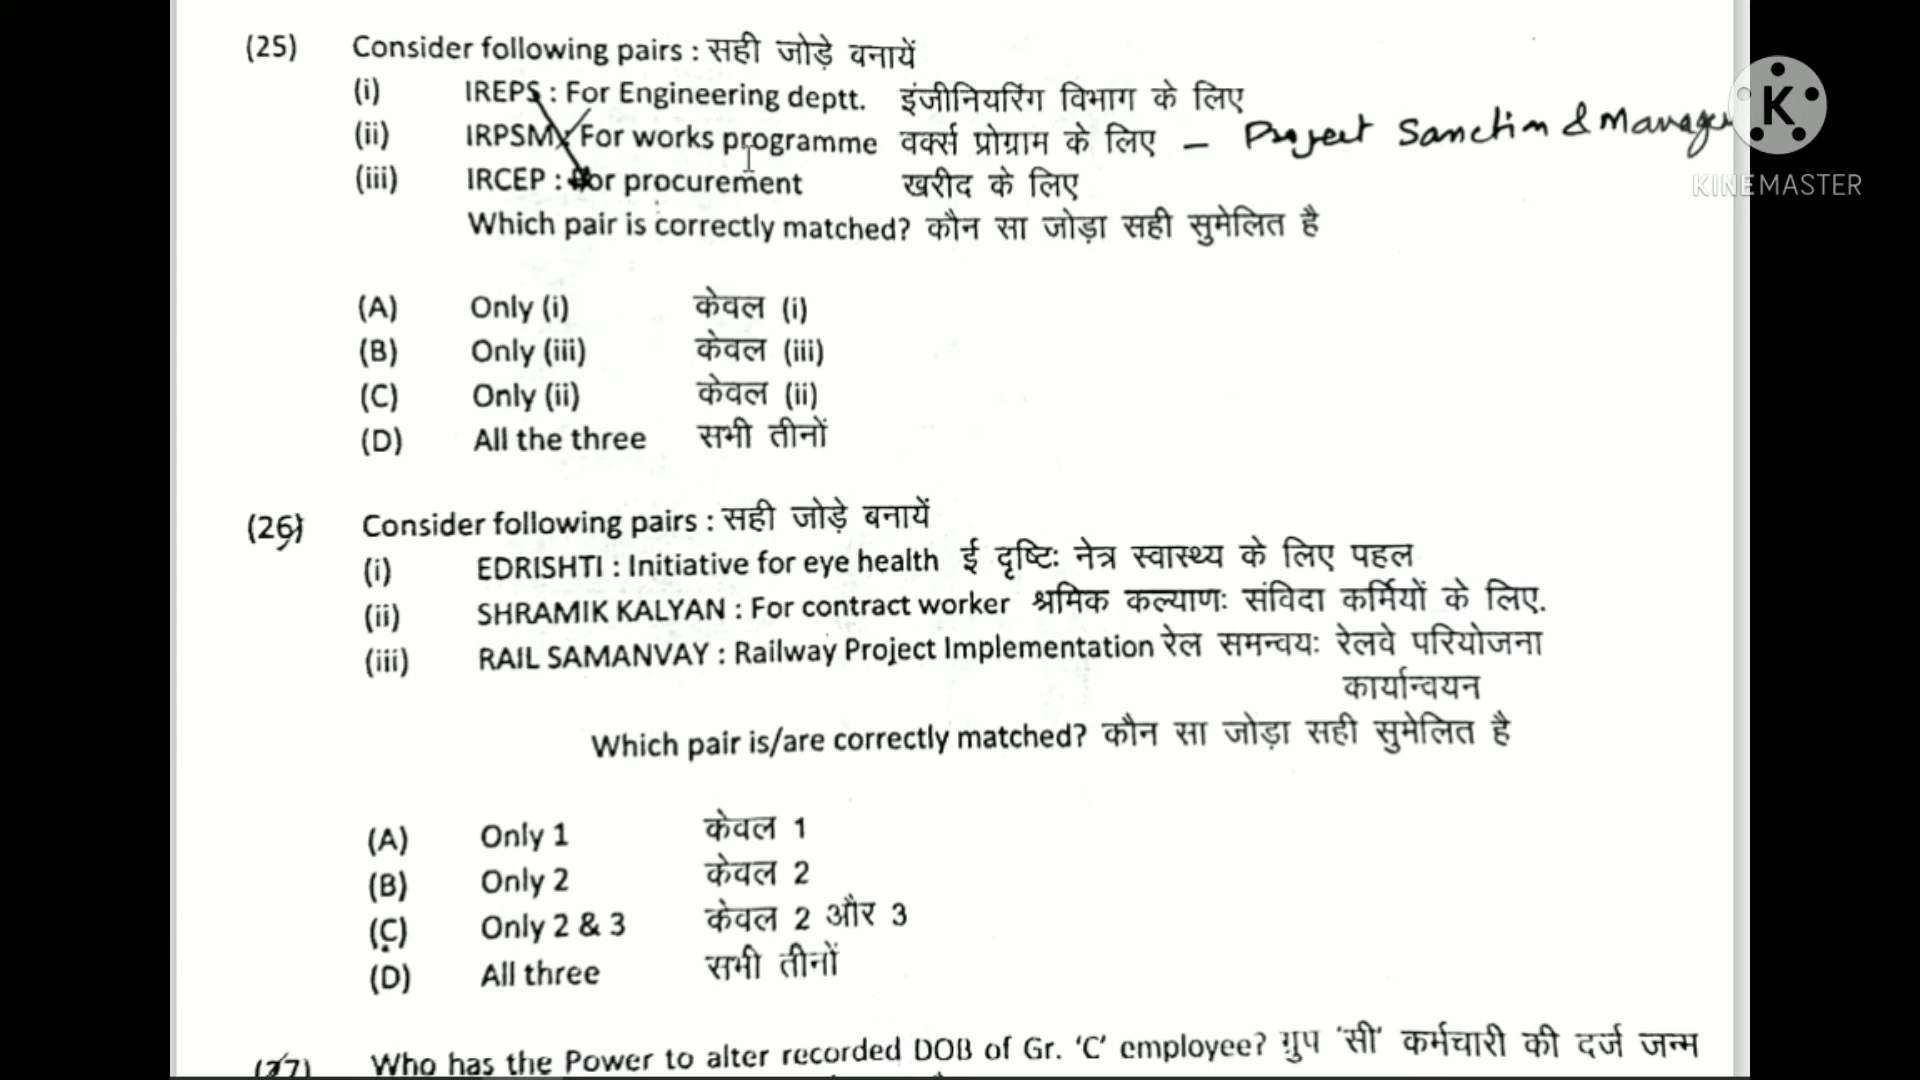 (25) Consider following pairs : सही जोड़े वनायें
(i) IREPS : For Engineering deptt. इंजीनियरिंग विभाग के लिए
(ii) IRPSM : For works programme वर्क्स प्रोग्राम के लिए – Project Sanction &
(iii) IRCEP : For procurement खरीद के लिए
Which pair is correctly matched? कौन सा जोड़ा सही सुमेलित है
(A) Only (i) केवल (i)
(B) Only (iii) केवल (iii)
(C) Only (ii) केवल (ii)
(D) All the three सभी तीनों
(26) Consider following pairs : सही जोड़े बनायें
(i) EDRISHTI : Initiative for eye health ई दृष्टिः नेत्र स्वास्थ्य के लिए पहल
(ii) SHRAMIK KALYAN : For contract worker श्रमिक कल्याणः संविदा कर्मियों के लिए.
(iii) RAIL SAMANVAY : Railway Project Implementation रेल समन्वयः रेलवे परियोजना
कार्यान्वयन
Which pair is/are correctly matched? कौन सा जोड़ा सही सुमेलित है
(A) Only 1 केवल 1
(B) Only 2 केवल 2
(C) Only 2 & 3 केवल 2 और 3
(D) All three सभी तीनों
(27) Who has the Power to alter recorded DOB of Gr. 'C' employee? ग्रुप 'सी' कर्मचारी की दर्ज जन्म
K
KINEMASTER